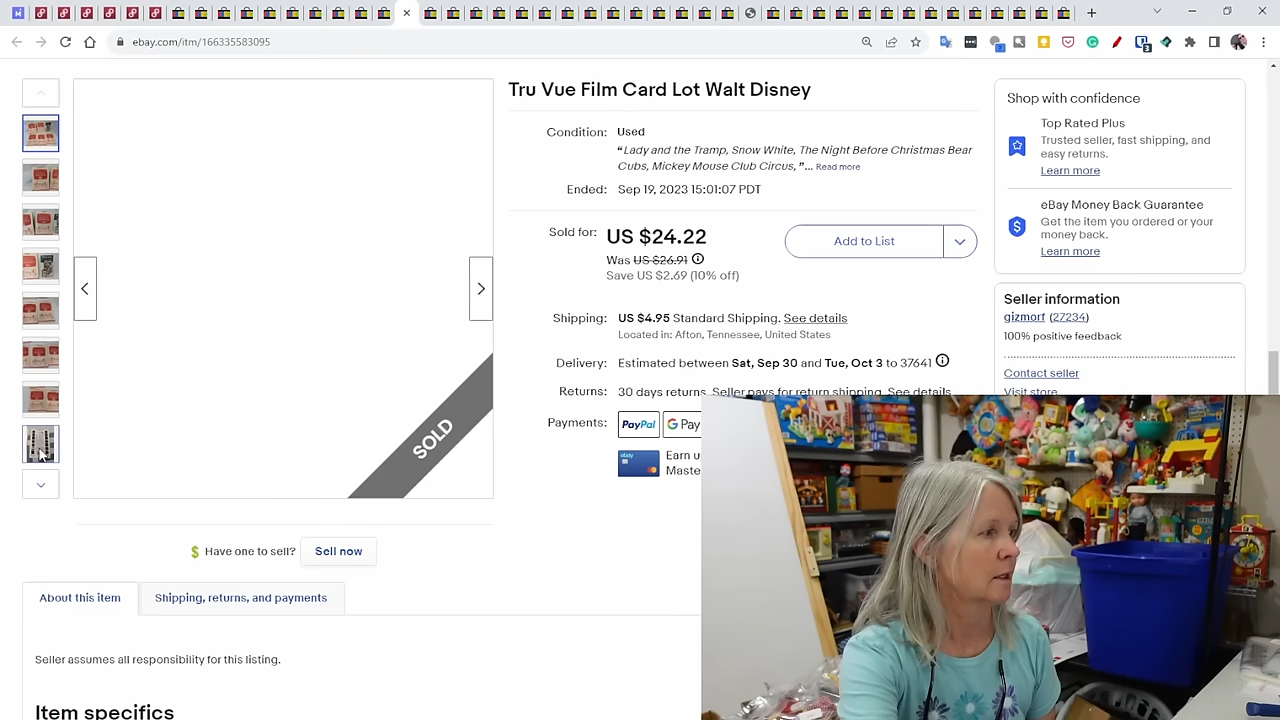 ebay.com/itm/166335583095
Tru Vue Film Card Lot Walt Disney
Condition: Used
“Lady and the Tramp, Snow White, The Night Before Christmas Bear
Cubs, Mickey Mouse Club Circus, ”... Read more
Ended: Sep 19, 2023 15:01:07 PDT
Sold for: US $24.22
Add to List
Was US $26.91
Save US $2.69 (10% off)
Shipping: US $4.95 Standard Shipping. See details
Located in: Afton, Tennessee, United States
Delivery: Estimated between Sat, Sep 30 and Tue, Oct 3 to 37641
Returns: 30 days returns. Seller pays for return shipping. See details
Payments: PayPal G Pay
Earn u
Maste
SOLD
Shop with confidence
Top Rated Plus
Trusted seller, fast shipping, and
easy returns.
Learn more
eBay Money Back Guarantee
Get the item you ordered or your
money back.
Learn more
Seller information
gizmorf (27234)
100% positive feedback
Contact seller
Visit store
Have one to sell? Sell now
About this item
Shipping, returns, and payments
Seller assumes all responsibility for this listing.
Item specifics